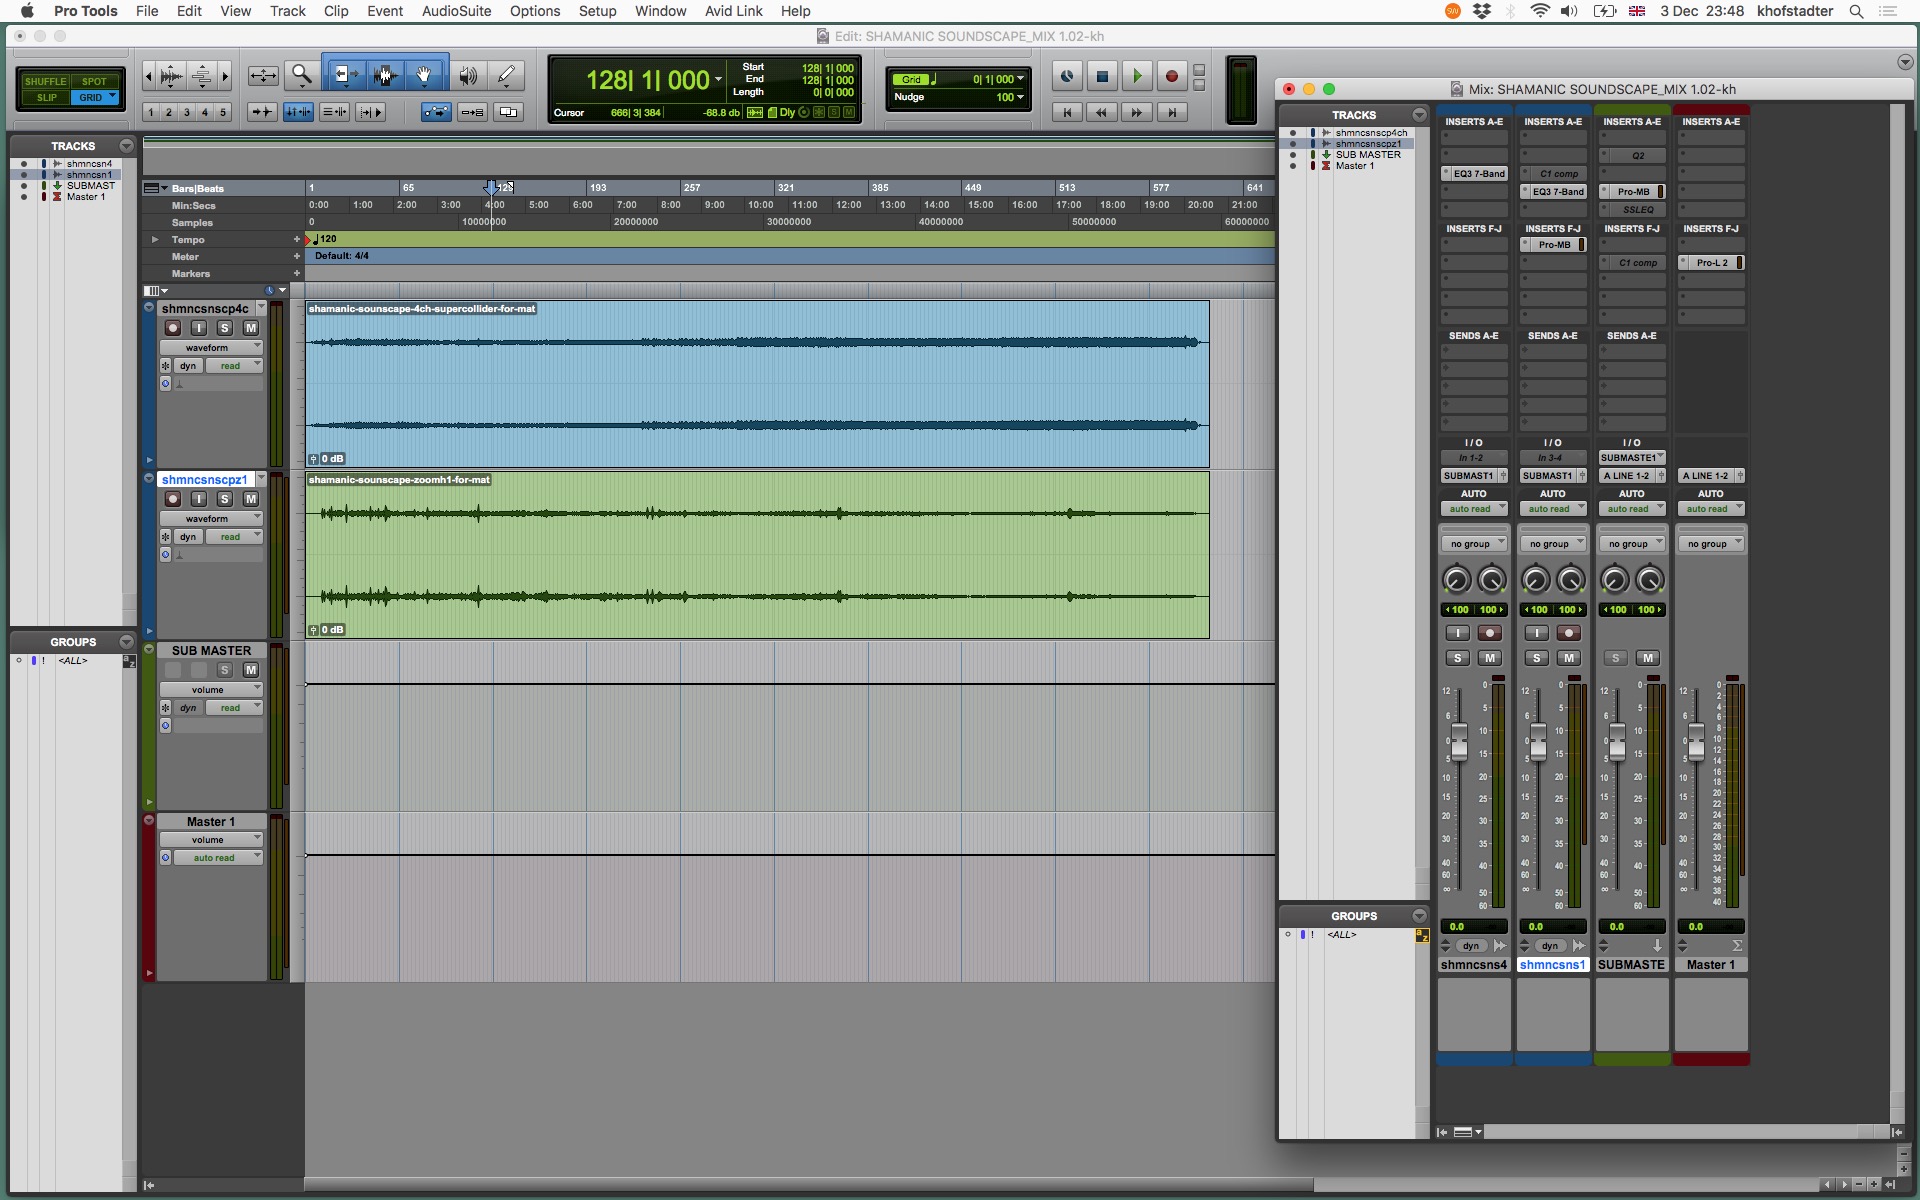 Pro Tools File Edit View Track Clip Event AudioSuite Options Setup Window Avid Link Help 3 Dec 23:48 khofstadter
Edit: SHAMANIC SOUNDSCAPE_MIX 1.02-kh
SHUFFLE SPOT
SLIP GRID
1 2 3 4 5
128| 1| 000
Start 128| 1| 000
End 128| 1| 000
Length 0| 0| 000
Cursor 666| 3| 384 -68.8 db Dly S M
Grid 0| 1| 000
Nudge 100
TRACKS
shmncsn4
shmncsn1
SUBMAST
Master 1
GROUPS
! <ALL> a z
Bars|Beats 1 65 129 193 257 321 385 449 513 577 641
Min:Secs 0:00 1:00 2:00 3:00 4:00 5:00 6:00 7:00 8:00 9:00 10:00 11:00 12:00 13:00 14:00 15:00 16:00 17:00 18:00 19:00 20:00 21:00
Samples 0 10000000 20000000 30000000 40000000 50000000 60000000
Tempo + 120
Meter + Default: 4/4
Markers +
shmncsnscp4c
I S M
waveform
dyn read
shamanic-sounscape-4ch-supercollider-for-mat
0 dB
shmncsnscpz1
I S M
waveform
dyn read
shamanic-sounscape-zoomh1-for-mat
0 dB
SUB MASTER
S M
volume
dyn read
Master 1
volume
auto read
Mix: SHAMANIC SOUNDSCAPE_MIX 1.02-kh
TRACKS
shmncsnscp4ch
shmncsnscpz1
SUB MASTER
Master 1
GROUPS
! <ALL> a z
INSERTS A-E INSERTS A-E INSERTS A-E INSERTS A-E
Q2
EQ3 7-Band C1 comp
EQ3 7-Band Pro-MB
SSLEQ
INSERTS F-J INSERTS F-J INSERTS F-J INSERTS F-J
Pro-MB
C1 comp Pro-L 2
SENDS A-E SENDS A-E SENDS A-E
I / O I / O I / O
In 1-2 In 3-4 SUBMASTE1
SUBMAST1 SUBMAST1 A LINE 1-2 A LINE 1-2
AUTO AUTO AUTO AUTO
auto read auto read auto read auto read
no group no group no group no group
100 100 100 100 100 100
I I
S M S M S M
0.0 0.0 0.0 0.0
dyn dyn Σ
shmncsns4 shmncsns1 SUBMASTE Master 1